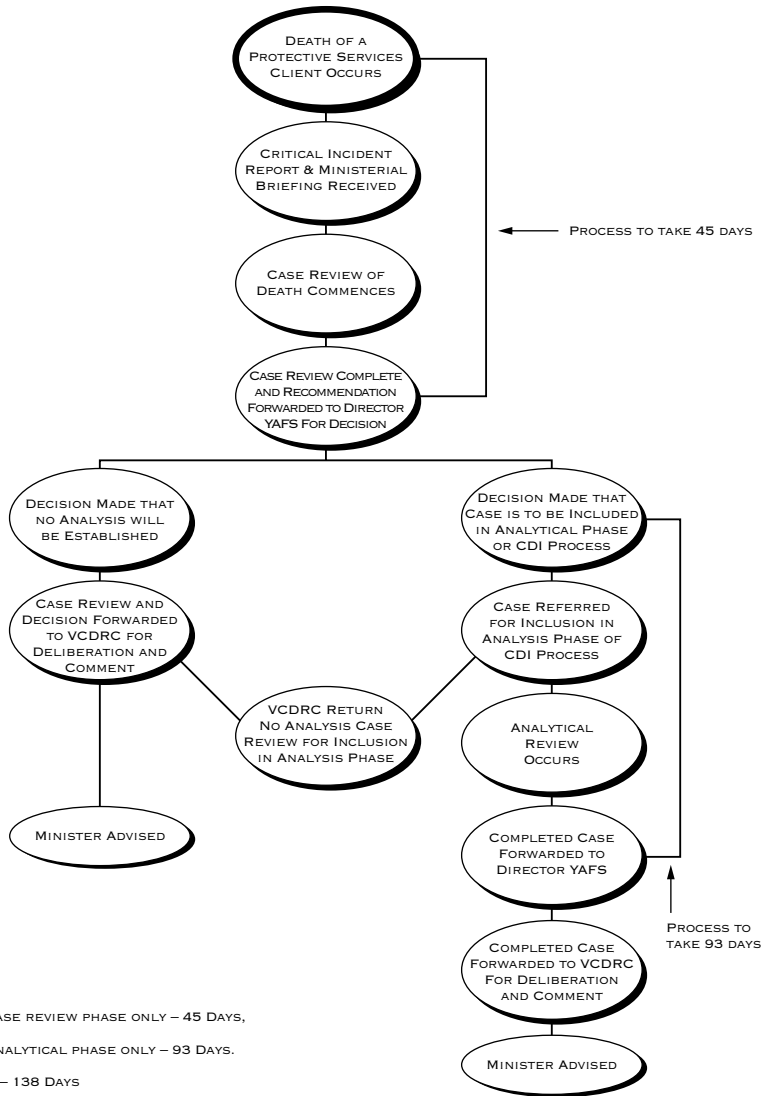 DEATH OF A
PROTECTIVE SERVICES
CLIENT OCCURS
CRITICAL INCIDENT
REPORT & MINISTERIAL
BRIEFING RECEIVED
PROCESS TO TAKE 45 DAYS
CASE REVIEW OF
DEATH COMMENCES
CASE REVIEW COMPLETE
AND RECOMMENDATION
FORWARDED TO DIRECTOR
YAFS FOR DECISION
DECISION MADE THAT
NO ANALYSIS WILL
BE ESTABLISHED
DECISION MADE THAT
CASE IS TO BE INCLUDED
IN ANALYTICAL PHASE
OR CDI PROCESS
CASE REVIEW AND
DECISION FORWARDED
TO VCDRC FOR
DELIBERATION AND
COMMENT
CASE REFERRED
FOR INCLUSION IN
ANALYSIS PHASE OF
CDI PROCESS
VCDRC RETURN
NO ANALYSIS CASE
REVIEW FOR INCLUSION
IN ANALYSIS PHASE
ANALYTICAL
REVIEW
OCCURS
MINISTER ADVISED
COMPLETED CASE
FORWARDED TO
DIRECTOR YAFS
PROCESS TO
TAKE 93 DAYS
COMPLETED CASE
FORWARDED TO VCDRC
FOR DELIBERATION
AND COMMENT
MINISTER ADVISED
REVIEW PHASE ONLY – 45 DAYS,
PHASE ONLY – 93 DAYS.
– 138 DAYS